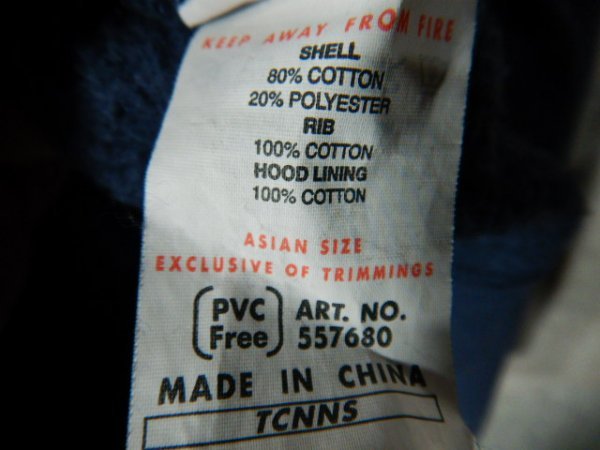 KEEP AWAY FROM FIRE
SHELL
80% COTTON
20% POLYESTER
RIB
100% COTTON
HOOD LINING
100% COTTON
ASIAN SIZE
EXCLUSIVE OF TRIMMINGS
(PVC Free) ART. NO. 557680
MADE IN CHINA
TCNNS